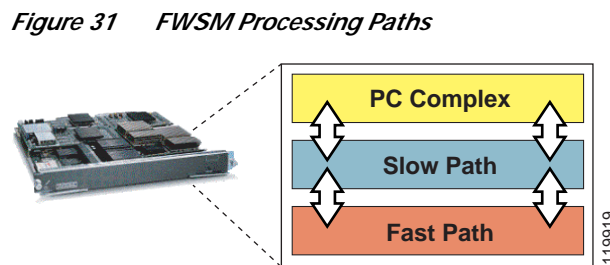 Figure 31 FWSM Processing Paths
PC Complex
Slow Path
Fast Path
119919